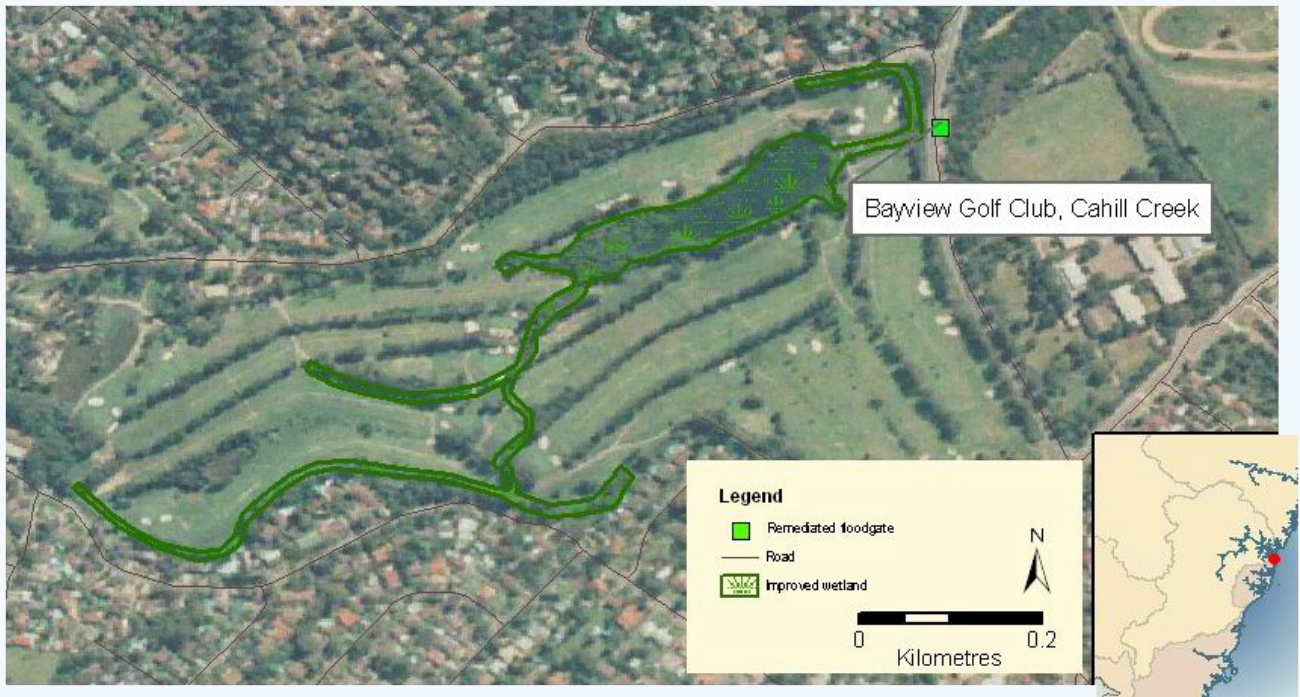 Bayview Golf Club, Cahill Creek
Legend
Remediated floodgate
Road
Improved wetland
N
0 0.2
Kilometres